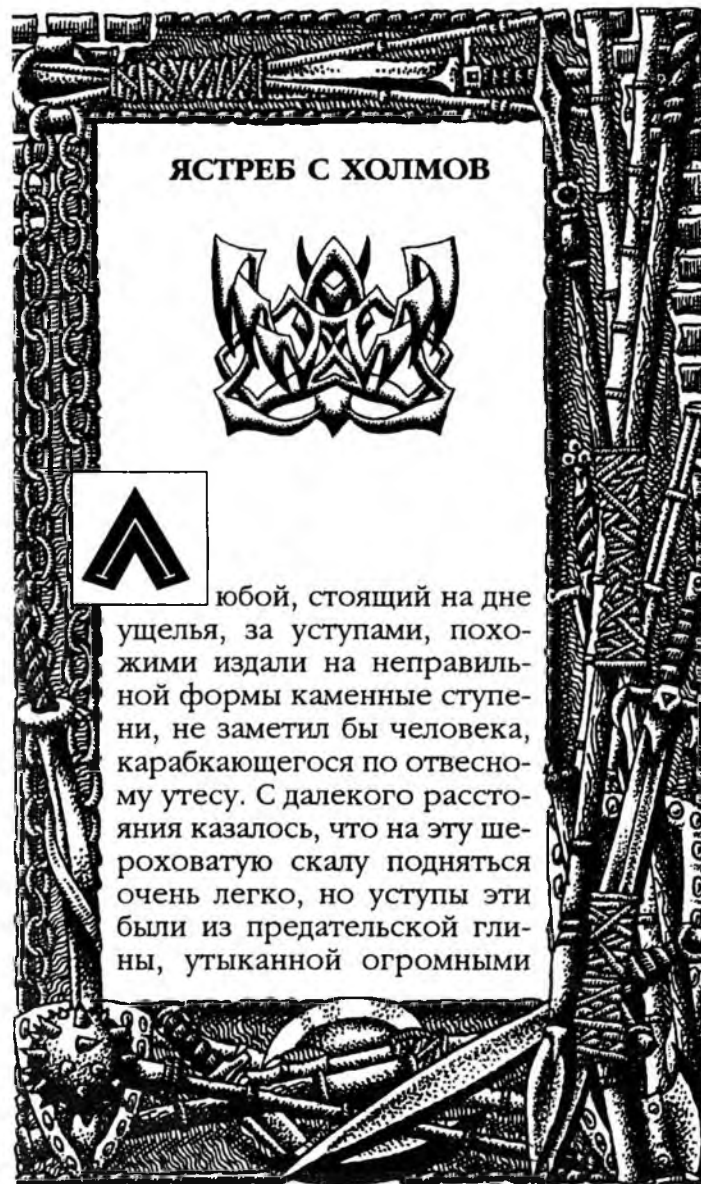 ЯСТРЕБ С ХОЛМОВ
Любой, стоящий на дне
ущелья, за уступами, похо-
жими издали на неправиль-
ной формы каменные ступе-
ни, не заметил бы человека,
карабкающегося по отвесно-
му утесу. С далекого рассто-
яния казалось, что на эту ше-
роховатую скалу подняться
очень легко, но уступы эти
были из предательской гли-
ны, утыканной огромными